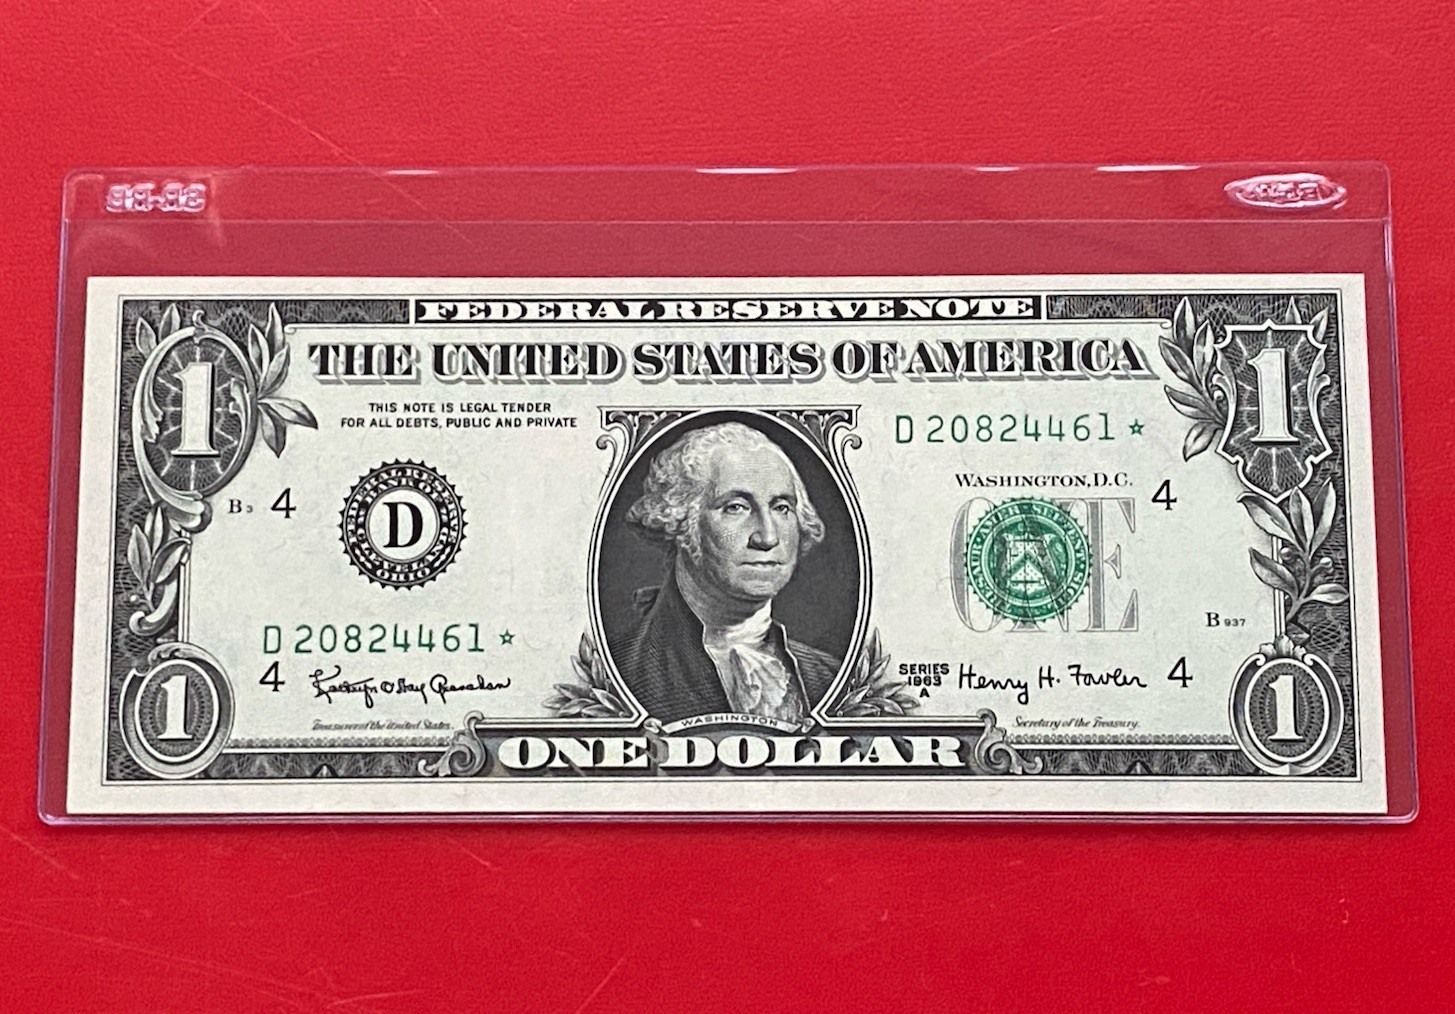 FEDERAL RESERVE NOTE
THE UNITED STATES OF AMERICA
1
1
THIS NOTE IS LEGAL TENDER
FOR ALL DEBTS, PUBLIC AND PRIVATE
D 20824461 ☆
WASHINGTON, D.C.
B 3
4
D
OHIO
4
ONE
B 937
D 20824461 ☆
4
Treasurer of the United States.
SERIES
1963
A
Henry H. Fowler
4
Secretary of the Treasury.
WASHINGTON
1
ONE DOLLAR
1